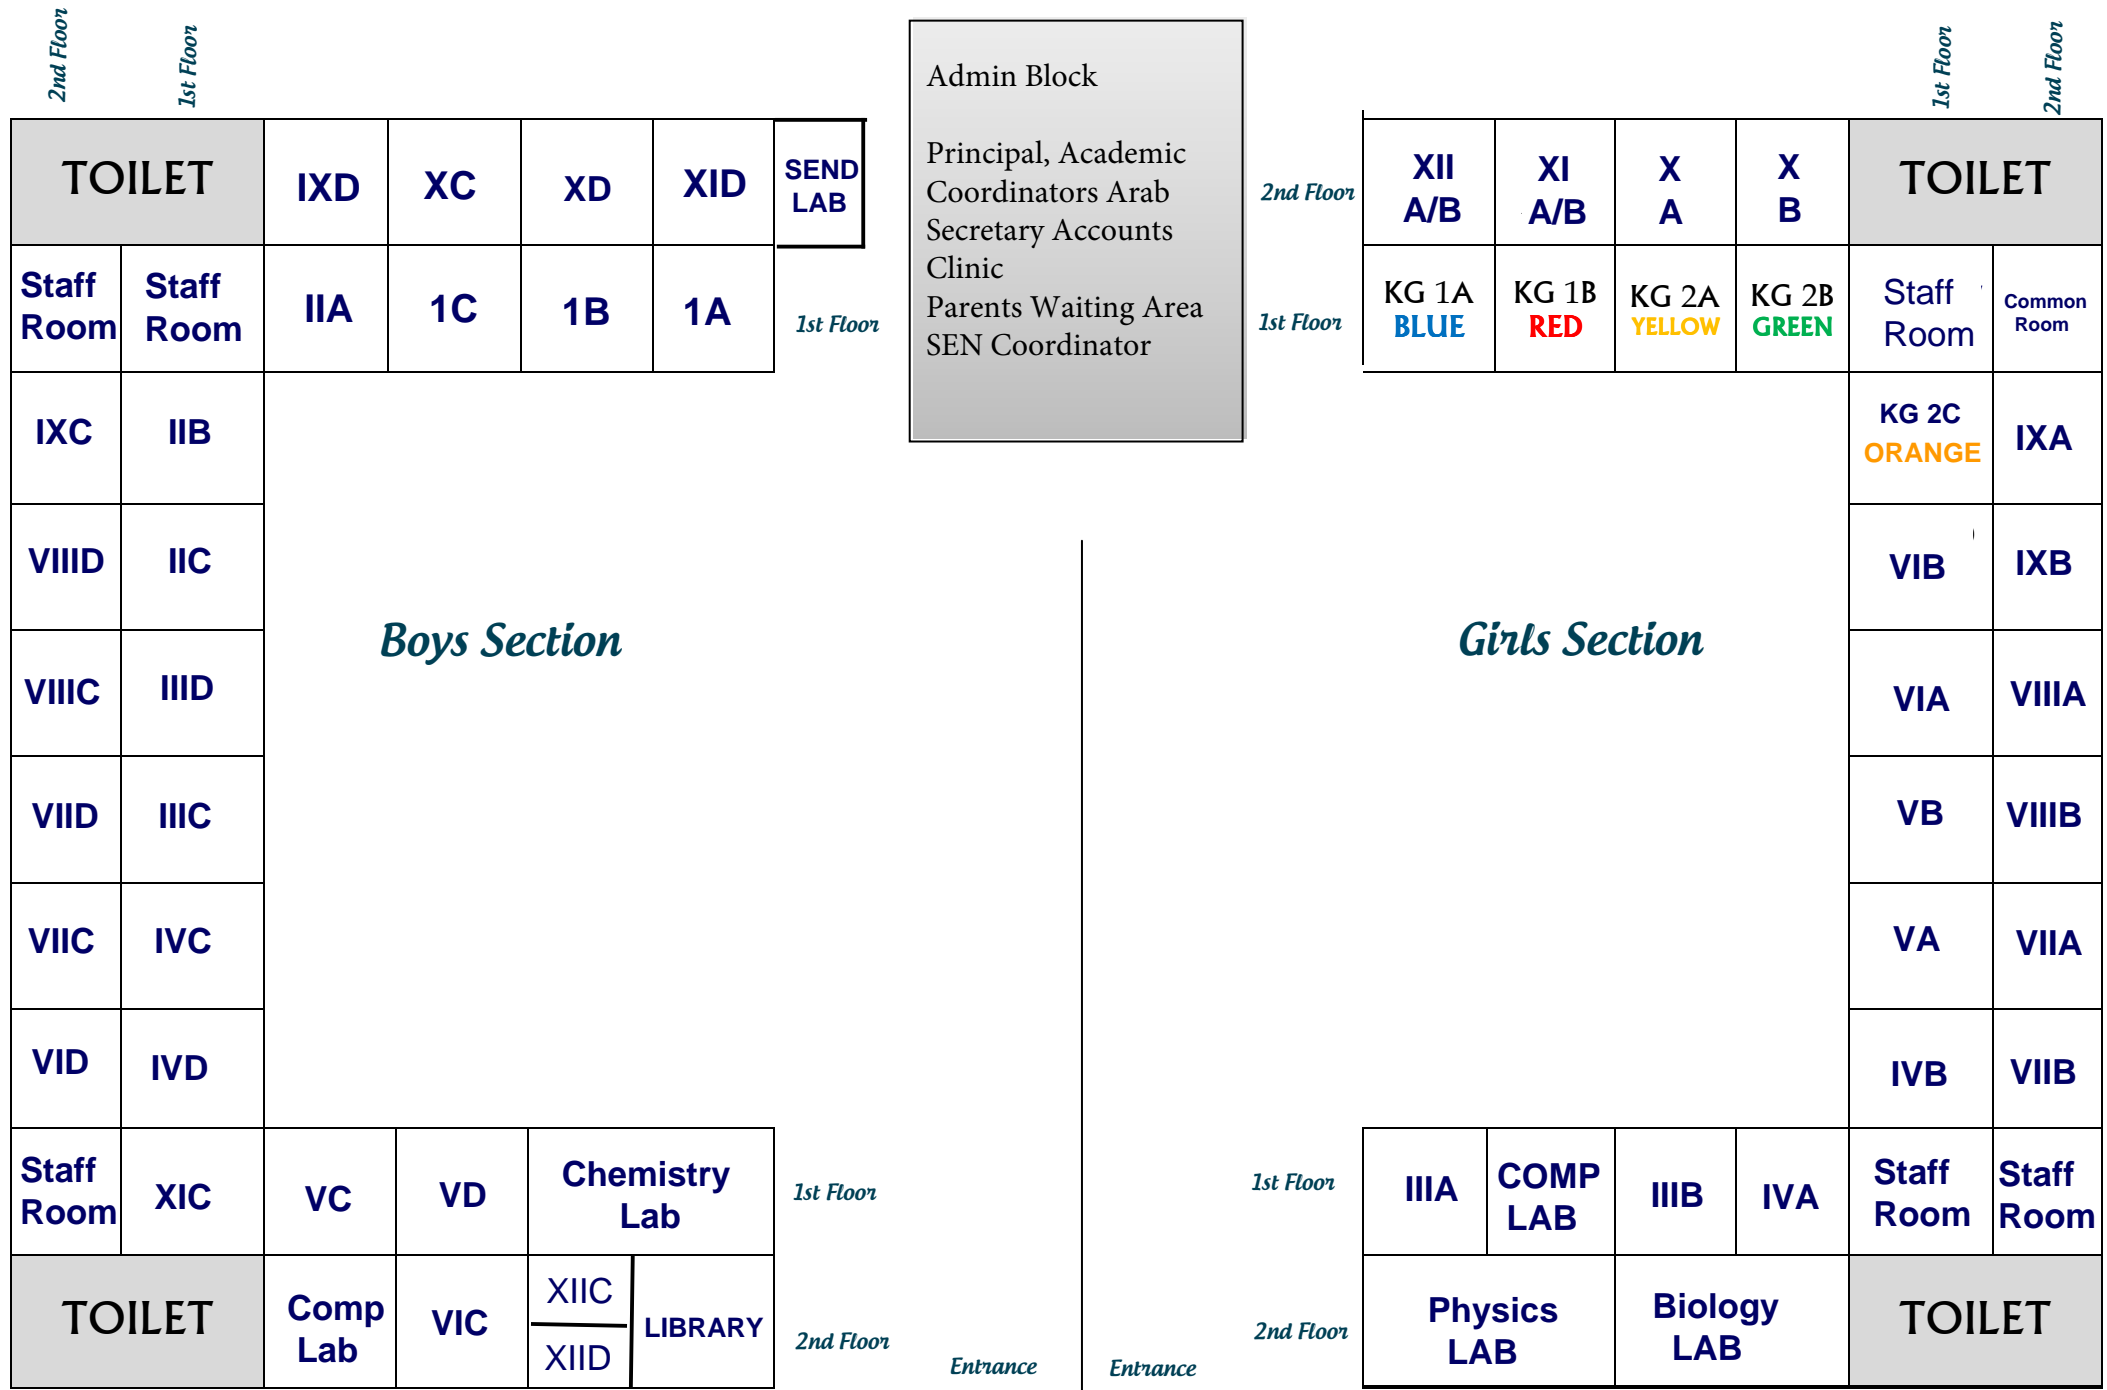 2nd Floor
1st Floor
1st Floor
2nd Floor
Admin Block
Principal, Academic
Coordinators Arab
Secretary Accounts
Clinic
Parents Waiting Area
SEN Coordinator
TOILET
IXD
XC
XD
XID
SEND
LAB
2nd Floor
XII
A/B
XI
A/B
X
A
X
B
TOILET
Staff
Room
Staff
Room
IIA
1C
1B
1A
1st Floor
1st Floor
KG 1A
BLUE
KG 1B
RED
KG 2A
YELLOW
KG 2B
GREEN
Staff
Room
Common
Room
IXC
IIB
KG 2C
ORANGE
IXA
VIIID
IIC
VIB
IXB
Boys Section
Girls Section
VIIIC
IIID
VIA
VIIIA
VIID
IIIC
VB
VIIIB
VIIC
IVC
VA
VIIA
VID
IVD
IVB
VIIB
Staff
Room
XIC
VC
VD
Chemistry
Lab
1st Floor
1st Floor
IIIA
COMP
LAB
IIIB
IVA
Staff
Room
Staff
Room
TOILET
Comp
Lab
VIC
XIIC
XIID
LIBRARY
2nd Floor
Entrance
Entrance
2nd Floor
Physics
LAB
Biology
LAB
TOILET